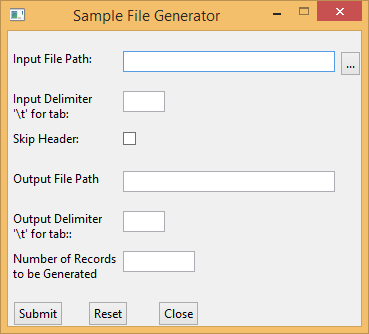 Sample File Generator
Input File Path:
...
Input Delimiter
'\t' for tab:
Skip Header:
Output File Path
Output Delimiter
'\t' for tab::
Number of Records
to be Generated
Submit Reset Close